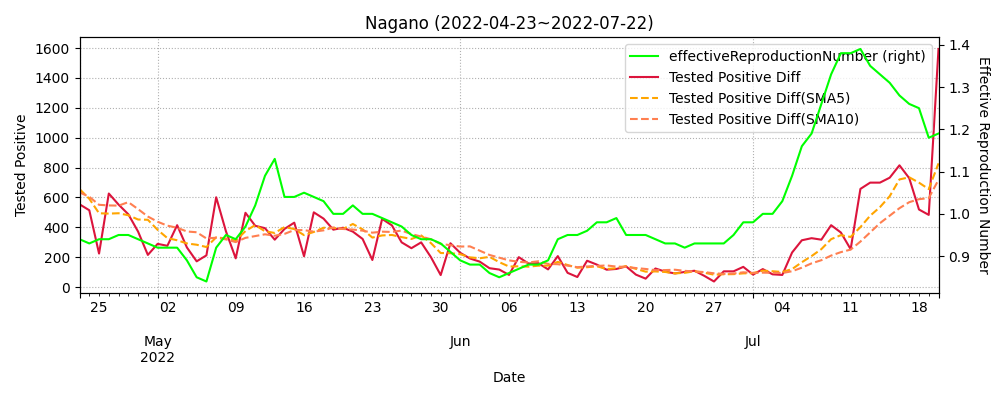 Nagano (2022-04-23~2022-07-22)
effectiveReproductionNumber (right)
Tested Positive Diff
Tested Positive Diff(SMA5)
Tested Positive Diff(SMA10)
Tested Positive
1600
1400
1200
1000
800
600
400
200
0
1.4
1.3
1.2
1.1
1.0
0.9
Effective Reproduction Number
25 02 09 16 23 30 06 13 20 27 04 11 18
May Jun Jul
2022
Date